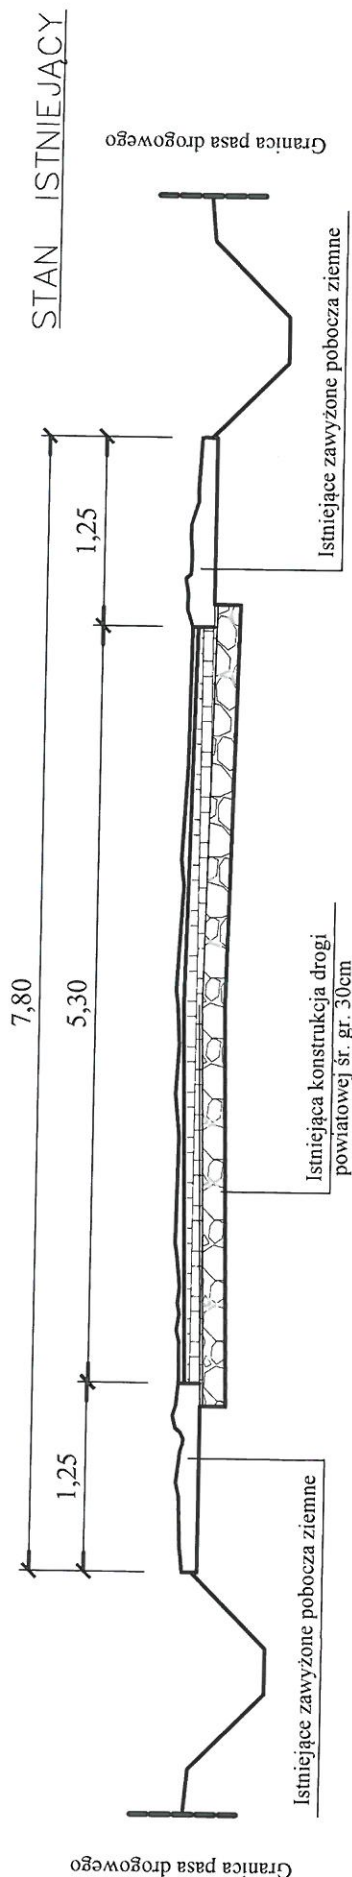 STAN ISTNIEJĄCY
7,80
1,25
5,30
1,25
Granica pasa drogowego
Granica pasa drogowego
Istniejące zawyżone pobocza ziemne
Istniejąca konstrukcja drogi
powiatowej śr. gr. 30cm
Istniejące zawyżone pobocza ziemne